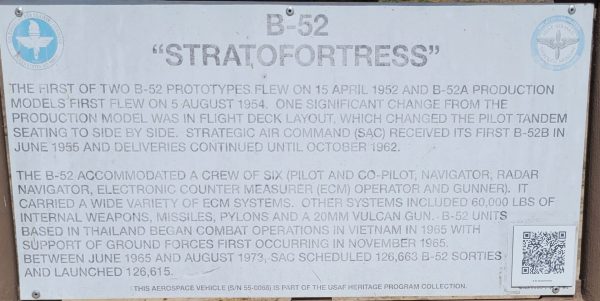 B-52
"STRATOFORTRESS"
THE FIRST OF TWO B-52 PROTOTYPES FLEW ON 15 APRIL 1952 AND B-52A PRODUCTION
MODELS FIRST FLEW ON 5 AUGUST 1954. ONE SIGNIFICANT CHANGE FROM THE
PRODUCTION MODEL WAS IN FLIGHT DECK LAYOUT, WHICH CHANGED THE PILOT TANDEM
SEATING TO SIDE BY SIDE. STRATEGIC AIR COMMAND (SAC) RECEIVED ITS FIRST B-52B IN
JUNE 1955 AND DELIVERIES CONTINUED UNTIL OCTOBER 1962.
THE B-52 ACCOMMODATED A CREW OF SIX (PILOT AND CO-PILOT, NAVIGATOR, RADAR
NAVIGATOR, ELECTRONIC COUNTER MEASURER (ECM) OPERATOR AND GUNNER). IT
CARRIED A WIDE VARIETY OF ECM SYSTEMS. OTHER SYSTEMS INCLUDED 60,000 LBS OF
INTERNAL WEAPONS, MISSILES, PYLONS AND A 20MM VULCAN GUN. B-52 UNITS
BASED IN THAILAND BEGAN COMBAT OPERATIONS IN VIETNAM IN 1965 WITH
SUPPORT OF GROUND FORCES FIRST OCCURRING IN NOVEMBER 1965.
BETWEEN JUNE 1965 AND AUGUST 1973, SAC SCHEDULED 126,663 B-52 SORTIES
AND LAUNCHED 126,615.
THIS AEROSPACE VEHICLE (S/N 55-0068) IS PART OF THE USAF HERITAGE PROGRAM COLLECTION.